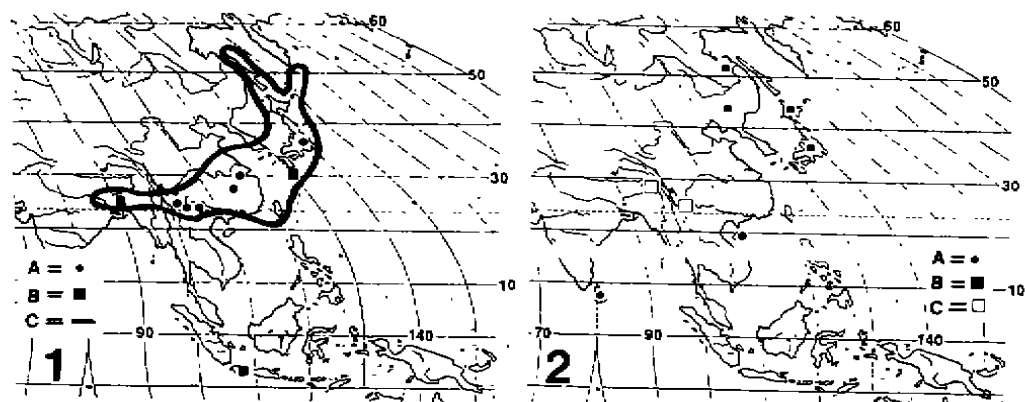 60
50
30
10
A = •
B = ■
C = —
90
140
1
60
50
30
10
A = •
B = ■
C = □
70
90
140
2